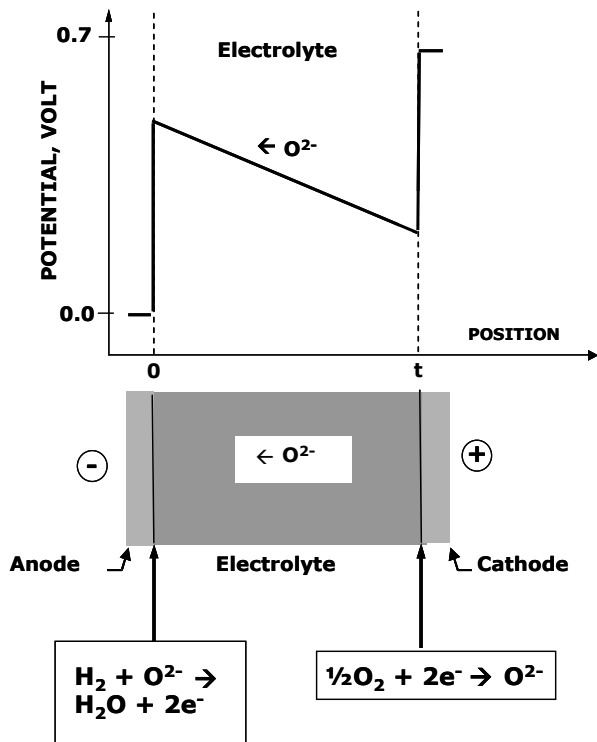 0.7
Electrolyte
← O²⁻
POTENTIAL, VOLT
0.0
POSITION
0
t
← O²⁻
-
+
Anode
Electrolyte
Cathode
H₂ + O²⁻ →
H₂O + 2e⁻
½O₂ + 2e⁻ → O²⁻